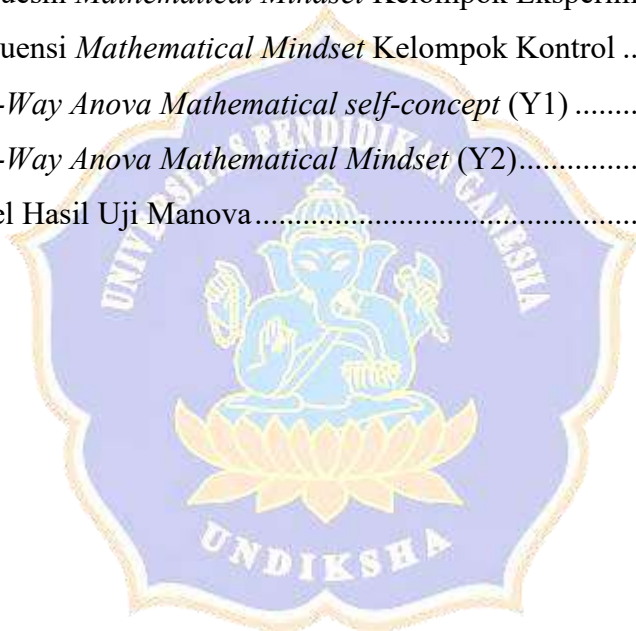 Mathematical Mindset Kelompok
uensi Mathematical Mindset Kelompok Kontrol ..
-Way Anova Mathematical self-concept (Y1) ...........
-Way Anova Mathematical Mindset (Y2)....................
el Hasil Uji Manova..............................................................
UNIVERSITAS PENDIDIKAN GANESHA
UNDIKSHA